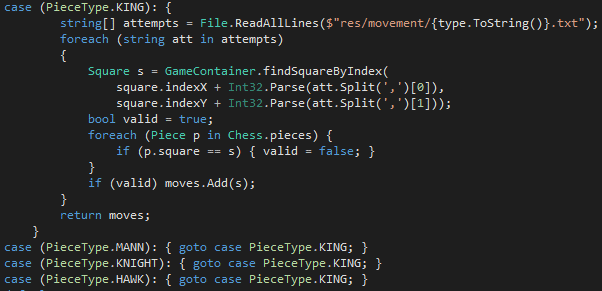 case (PieceType.KING): {
string[] attempts = File.ReadAllLines($"res/movement/{type.ToString()}.txt");
foreach (string att in attempts)
{
Square s = GameContainer.findSquareByIndex(
square.indexX + Int32.Parse(att.Split(',')[0]),
square.indexY + Int32.Parse(att.Split(',')[1]));
bool valid = true;
foreach (Piece p in Chess.pieces) {
if (p.square == s) { valid = false; }
}
if (valid) moves.Add(s);
}
return moves;
}
case (PieceType.MANN): { goto case PieceType.KING; }
case (PieceType.KNIGHT): { goto case PieceType.KING; }
case (PieceType.HAWK): { goto case PieceType.KING; }